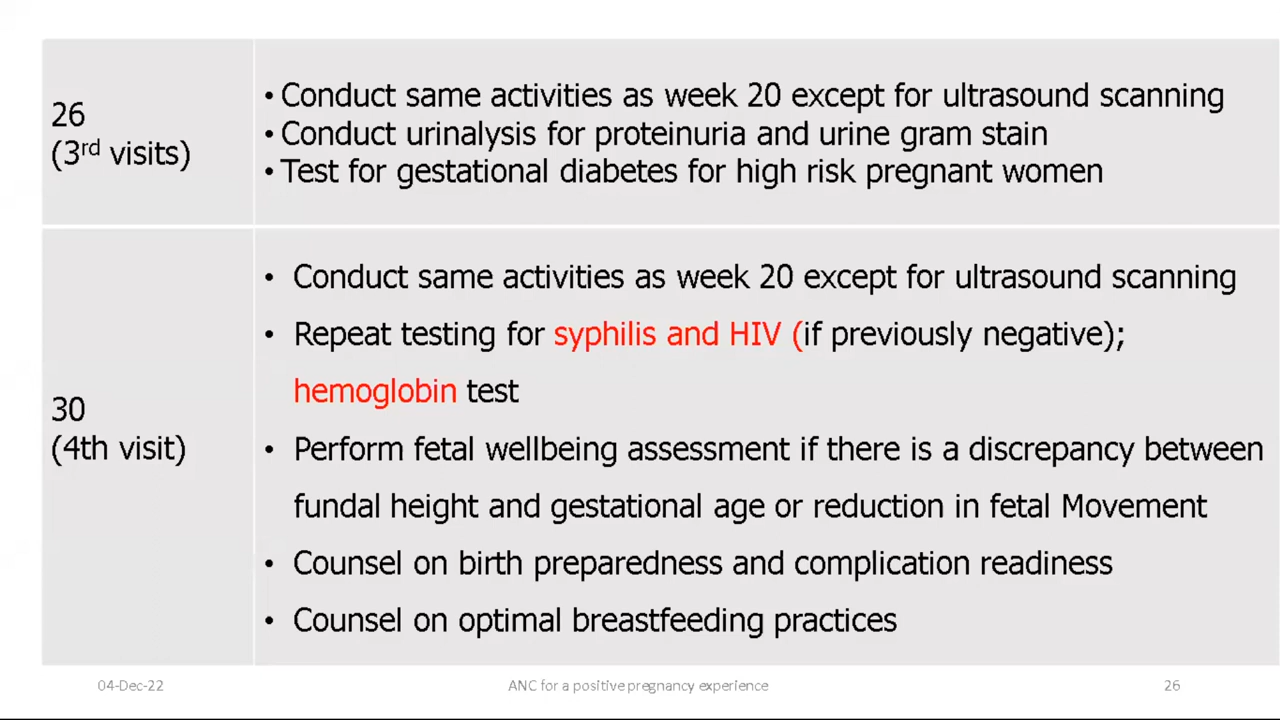 26
(3rd visits)
• Conduct same activities as week 20 except for ultrasound scanning
• Conduct urinalysis for proteinuria and urine gram stain
• Test for gestational diabetes for high risk pregnant women
30
(4th visit)
• Conduct same activities as week 20 except for ultrasound scanning
• Repeat testing for syphilis and HIV (if previously negative);
hemoglobin test
• Perform fetal wellbeing assessment if there is a discrepancy between
fundal height and gestational age or reduction in fetal Movement
• Counsel on birth preparedness and complication readiness
• Counsel on optimal breastfeeding practices
04-Dec-22
ANC for a positive pregnancy experience
26